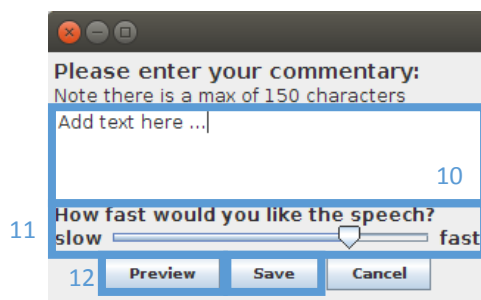 Please enter your commentary:
Note there is a max of 150 characters
Add text here ...
10
11
How fast would you like the speech?
slow fast
12 Preview Save Cancel